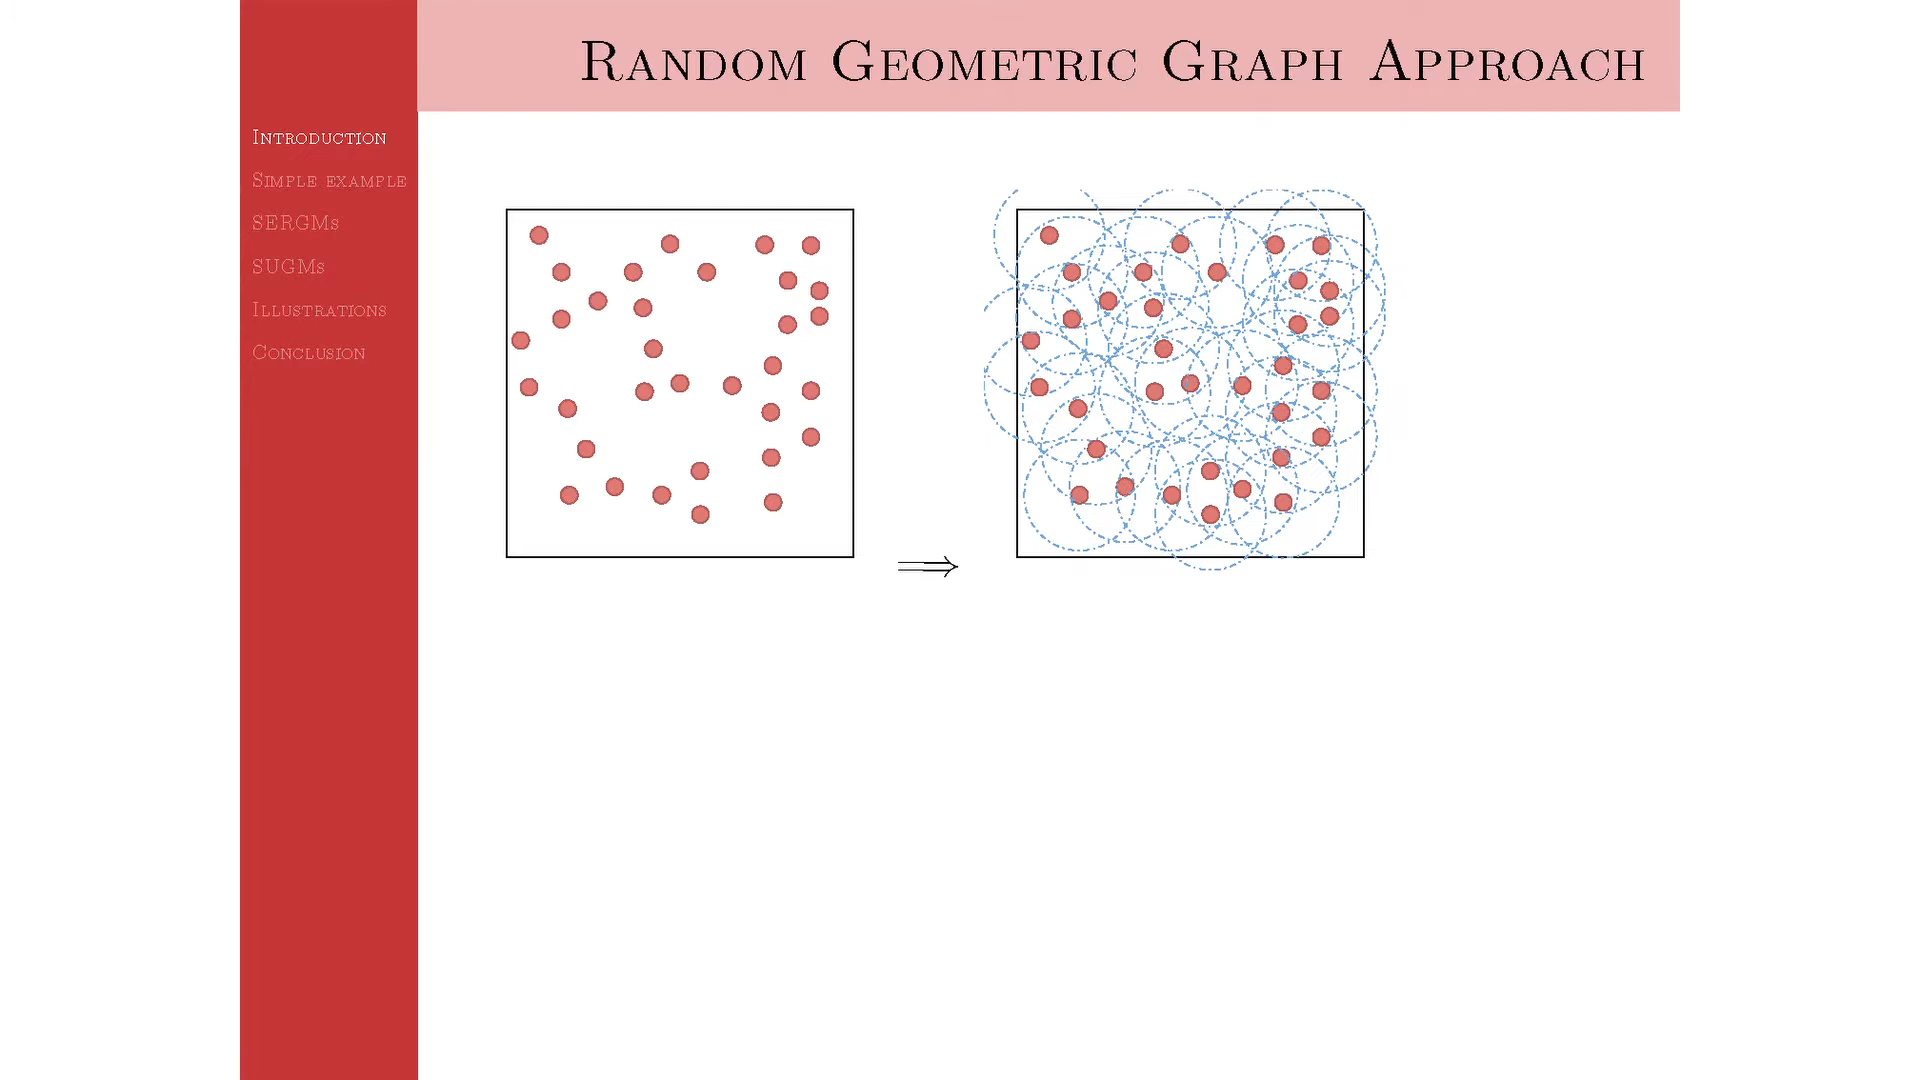 Random Geometric Graph Approach
Introduction
Simple example
SERGMs
SUGMs
Illustrations
Conclusion
⟹